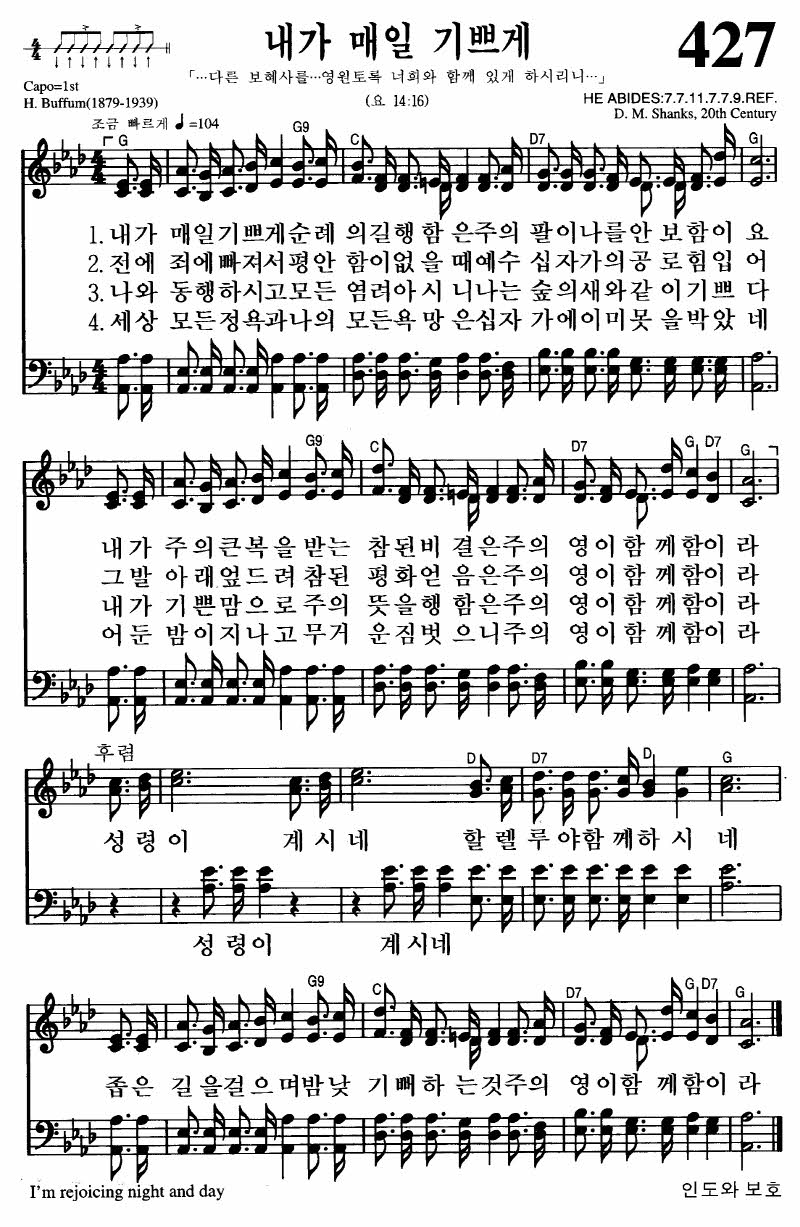 내가 매일 기쁘게
427
「…다른 보혜사를…영원토록 너희와 함께 있게 하시리니…」
Capo=1st
H. Buffum(1879-1939)
(요 14:16)
HE ABIDES:7.7.11.7.7.9.REF.
D. M. Shanks, 20th Century
조금 빠르게 ♩=104
4/4
G G9 C D7 G
1. 내가 매일기쁘게순례 의길행 함 은주의 팔이나를안 보함이 요
2. 전에 죄에빠져서평안 함이없 을 때예수 십자가의공 로힘입 어
3. 나와 동행하시고모든 염려아 시 니나는 숲의새와같 이기쁘 다
4. 세상 모든정욕과나의 모든욕 망 은십자 가에이미못 을박았 네
G9 C D7 G D7 G
내가 주의큰복을받는 참된비 결은주의 영이함 께함이 라
그발 아래엎드려참된 평화얻 음은주의 영이함 께함이 라
내가 기쁜맘으로주의 뜻을행 함은주의 영이함 께함이 라
어둔 밤이지나고무거 운짐벗 으니주의 영이함 께함이 라
후렴
D D7 D G
성령이 계시네 할렐루야함께하시 네
성령이 계시네
G9 C D7 G D7 G
좁은 길을걸으며밤낮 기뻐하 는것주의 영이함 께함이 라
I'm rejoicing night and day
인도와 보호